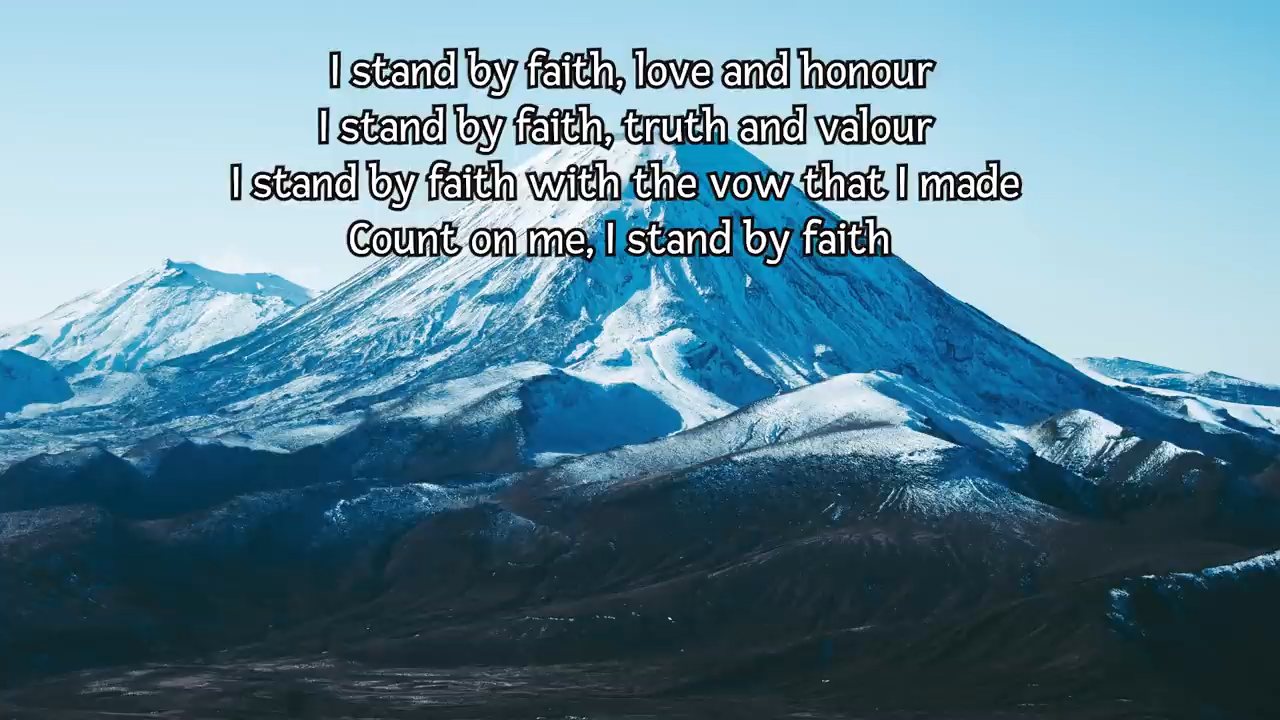 I stand by faith, love and honour
I stand by faith, truth and valour
I stand by faith with the vow that I made
Count on me, I stand by faith